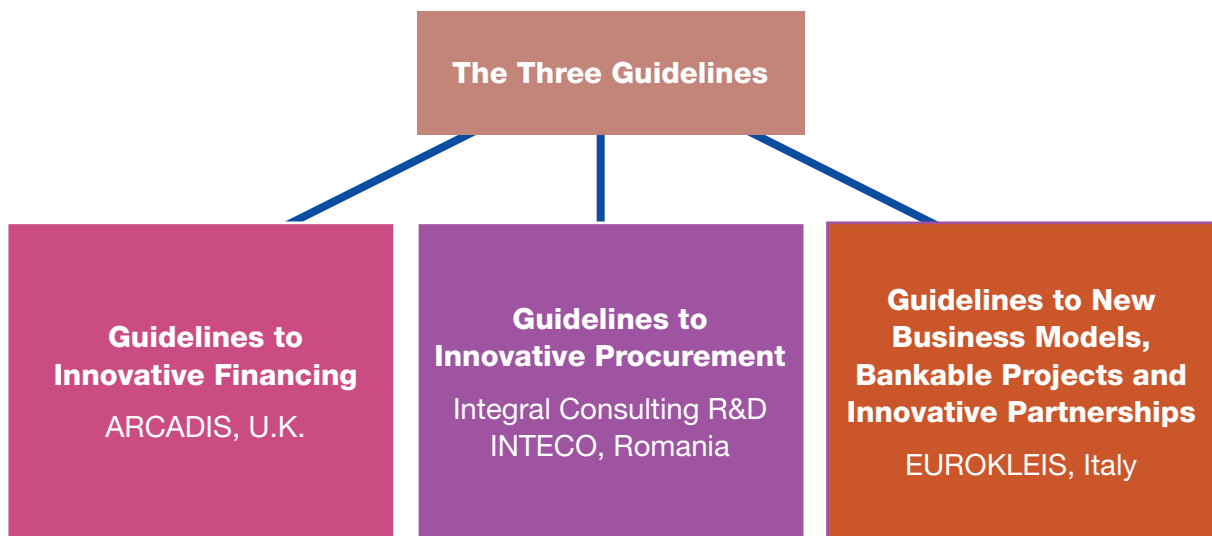 The Three Guidelines
Guidelines to
Innovative Financing
ARCADIS, U.K.
Guidelines to
Innovative Procurement
Integral Consulting R&D
INTECO, Romania
Guidelines to New
Business Models,
Bankable Projects and
Innovative Partnerships
EUROKLEIS, Italy